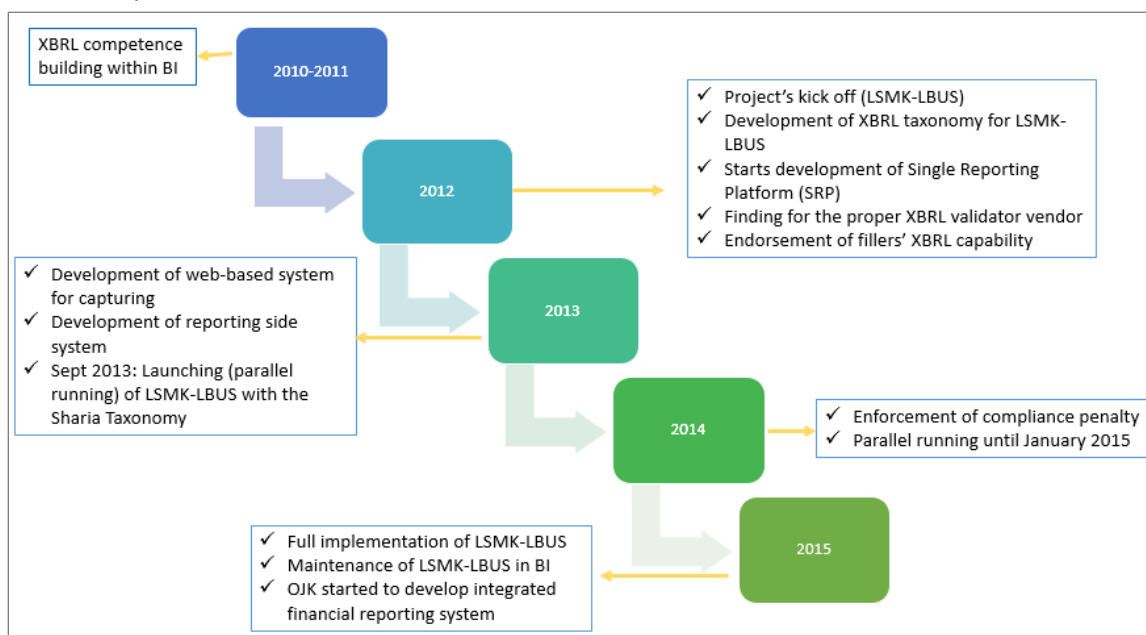 XBRL competence
building within BI
2010-2011
✓ Project's kick off (LSMK-LBUS)
✓ Development of XBRL taxonomy for LSMK-
LBUS
✓ Starts development of Single Reporting
Platform (SRP)
✓ Finding for the proper XBRL validator vendor
✓ Endorsement of fillers' XBRL capability
2012
✓ Development of web-based system
for capturing
✓ Development of reporting side
system
✓ Sept 2013: Launching (parallel
running) of LSMK-LBUS with the
Sharia Taxonomy
2013
2014
✓ Enforcement of compliance penalty
✓ Parallel running until January 2015
✓ Full implementation of LSMK-LBUS
✓ Maintenance of LSMK-LBUS in BI
✓ OJK started to develop integrated
financial reporting system
2015